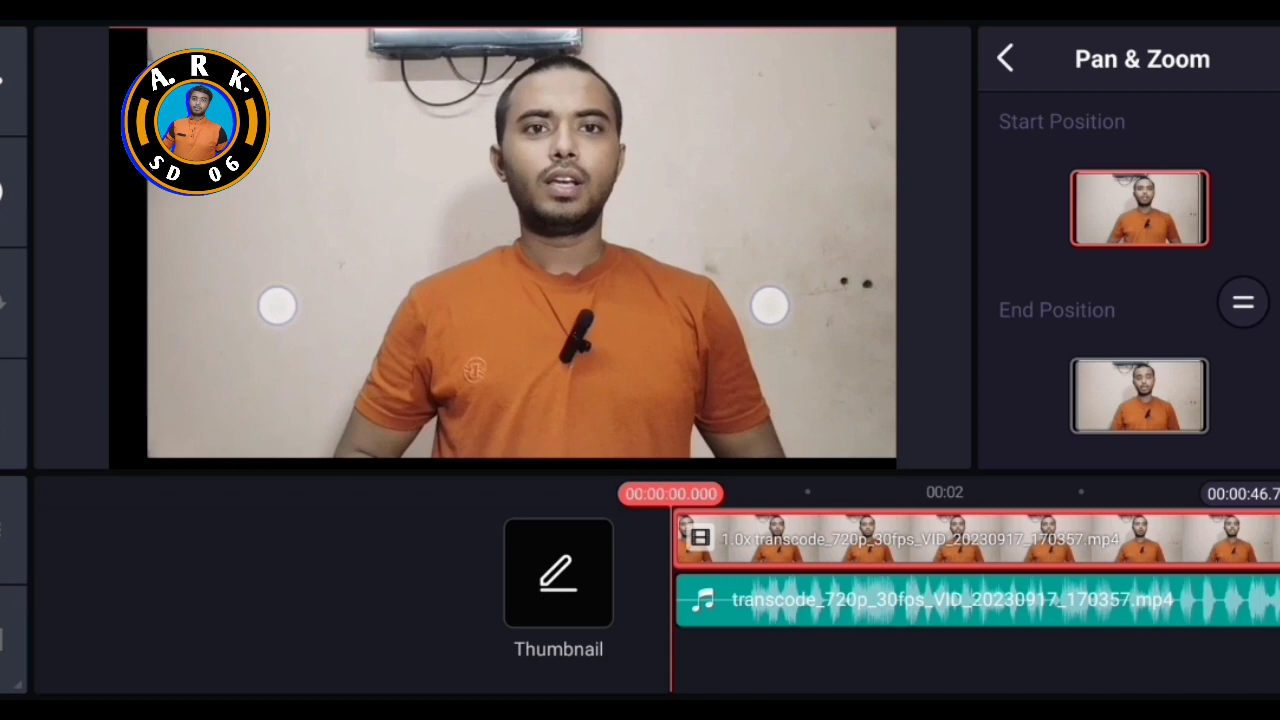 A. R K.
SD 06
Pan & Zoom
Start Position
End Position
00:00:00.000
00:02
00:00:46.7
1.0x transcode_720p_30fps_VID_20230917_170357.mp4
transcode_720p_30fps_VID_20230917_170357.mp4
Thumbnail